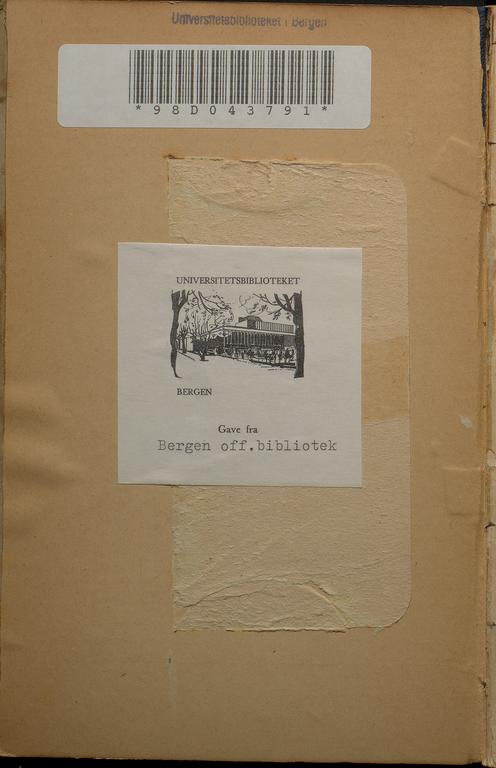 Universitetsbiblioteket i Bergen
*98D043791*
UNIVERSITETSBIBLIOTEKET
BERGEN
Gave fra
Bergen off.bibliotek